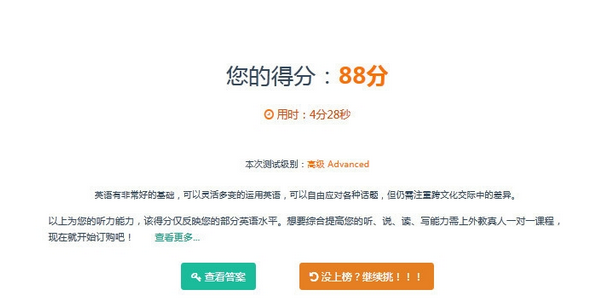 您的得分：88分
用时：4分28秒
本次测试级别：高级 Advanced
英语有非常好的基础，可以灵活多变的运用英语，可以自由应对各种话题，但仍需注重跨文化交际中的差异。
以上为您的听力能力，该得分仅反映您的部分英语水平。想要综合提高您的听、说、读、写能力需上外教真人一对一课程，
现在就开始订购吧！ 查看更多...
查看答案 没上榜？继续挑！！！